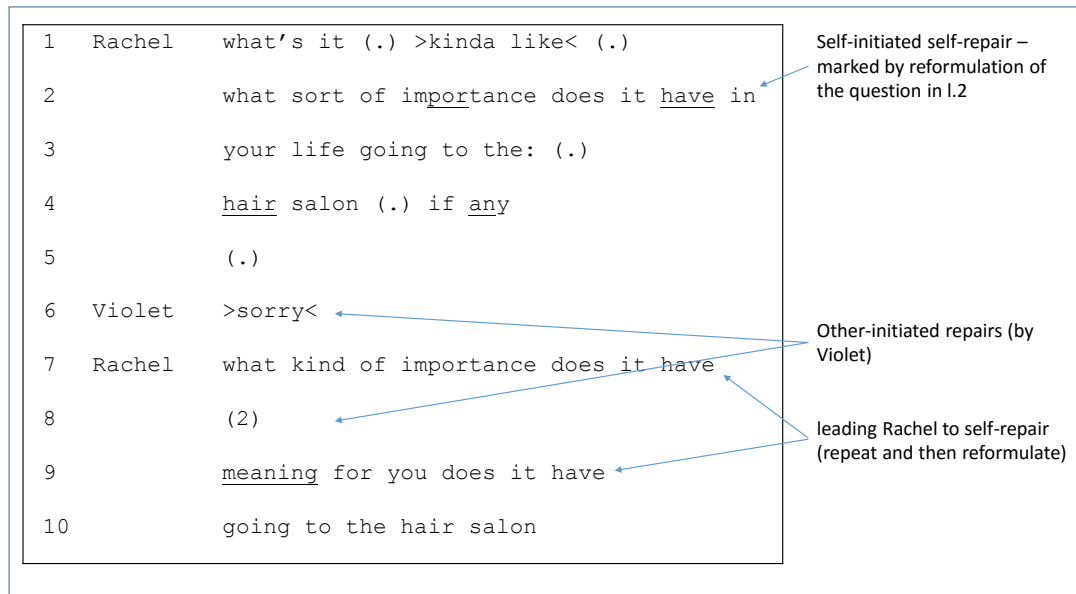 1 Rachel what's it (.) >kinda like< (.)
2 what sort of importance does it have in
3 your life going to the: (.)
4 hair salon (.) if any
5 (.)
6 Violet >sorry<
7 Rachel what kind of importance does it have
8 (2)
9 meaning for you does it have
10 going to the hair salon
Self-initiated self-repair –
marked by reformulation of
the question in l.2
Other-initiated repairs (by
Violet)
leading Rachel to self-repair
(repeat and then reformulate)